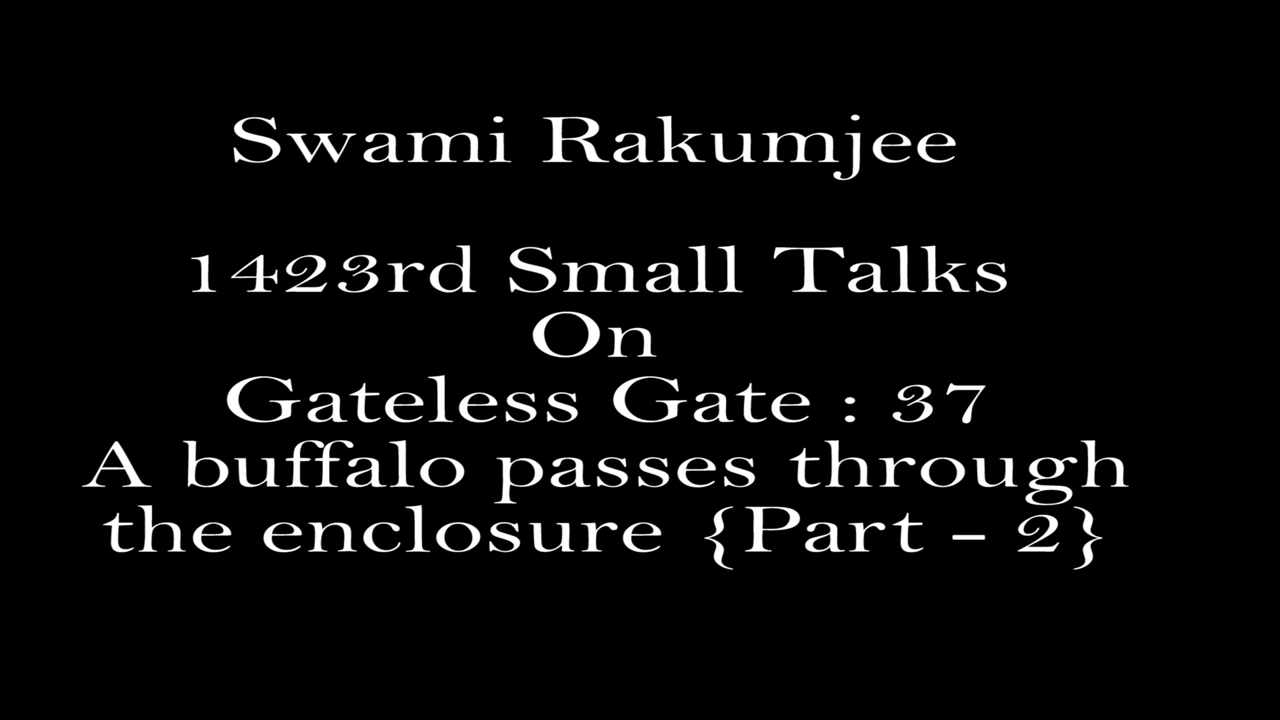 Swami Rakumjee
1423rd Small Talks
On
Gateless Gate : 37
A buffalo passes through
the enclosure {Part – 2}